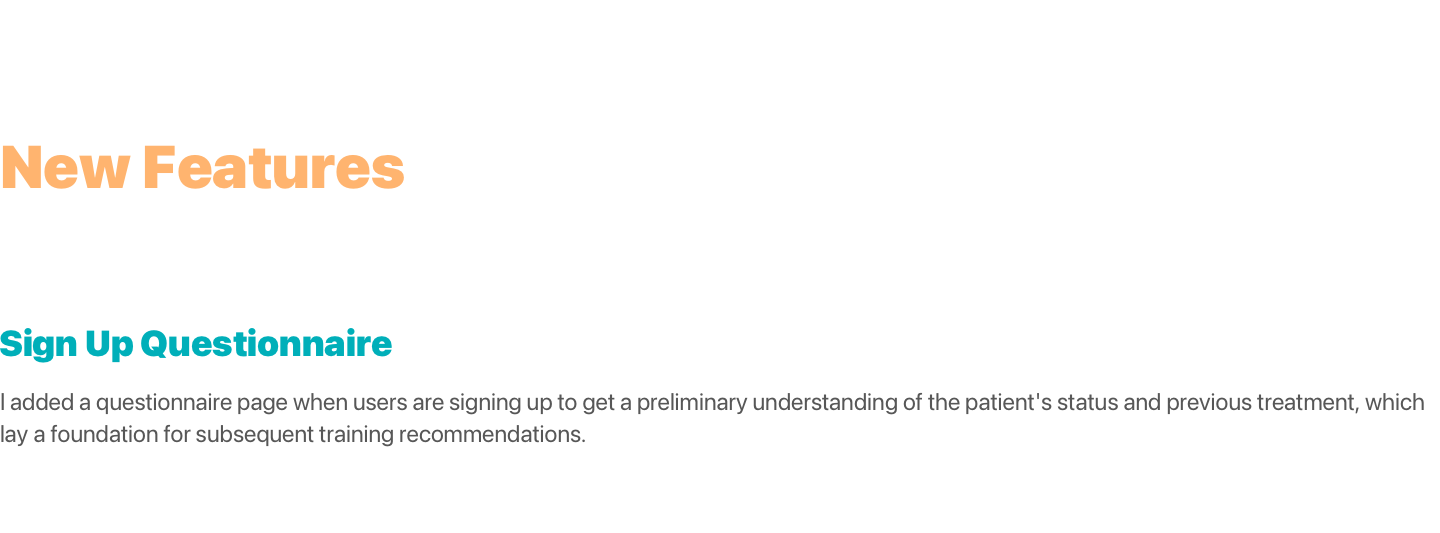 New Features
Sign Up Questionnaire
I added a questionnaire page when users are signing up to get a preliminary understanding of the patient's status and previous treatment, which
lay a foundation for subsequent training recommendations.